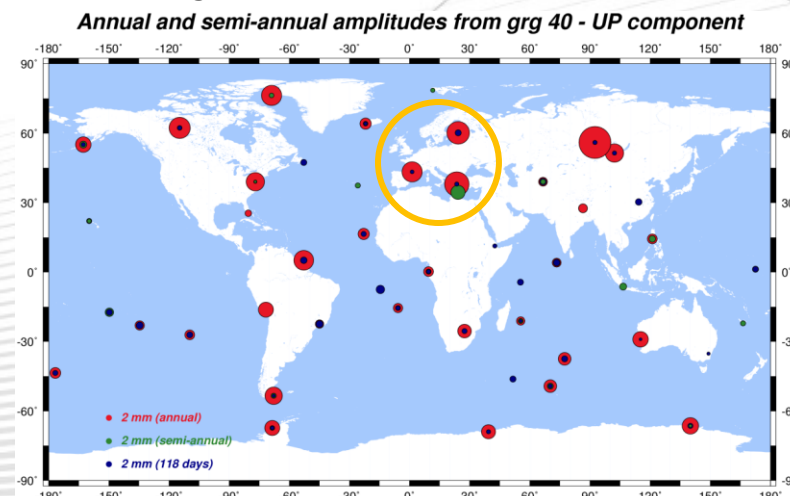 Annual and semi-annual amplitudes from grg 40 - UP component
-180° -150° -120° -90° -60° -30° 0° 30° 60° 90° 120° 150° 180°
90°
60°
30°
0°
-30°
-60°
-90°
2 mm (annual)
2 mm (semi-annual)
2 mm (118 days)